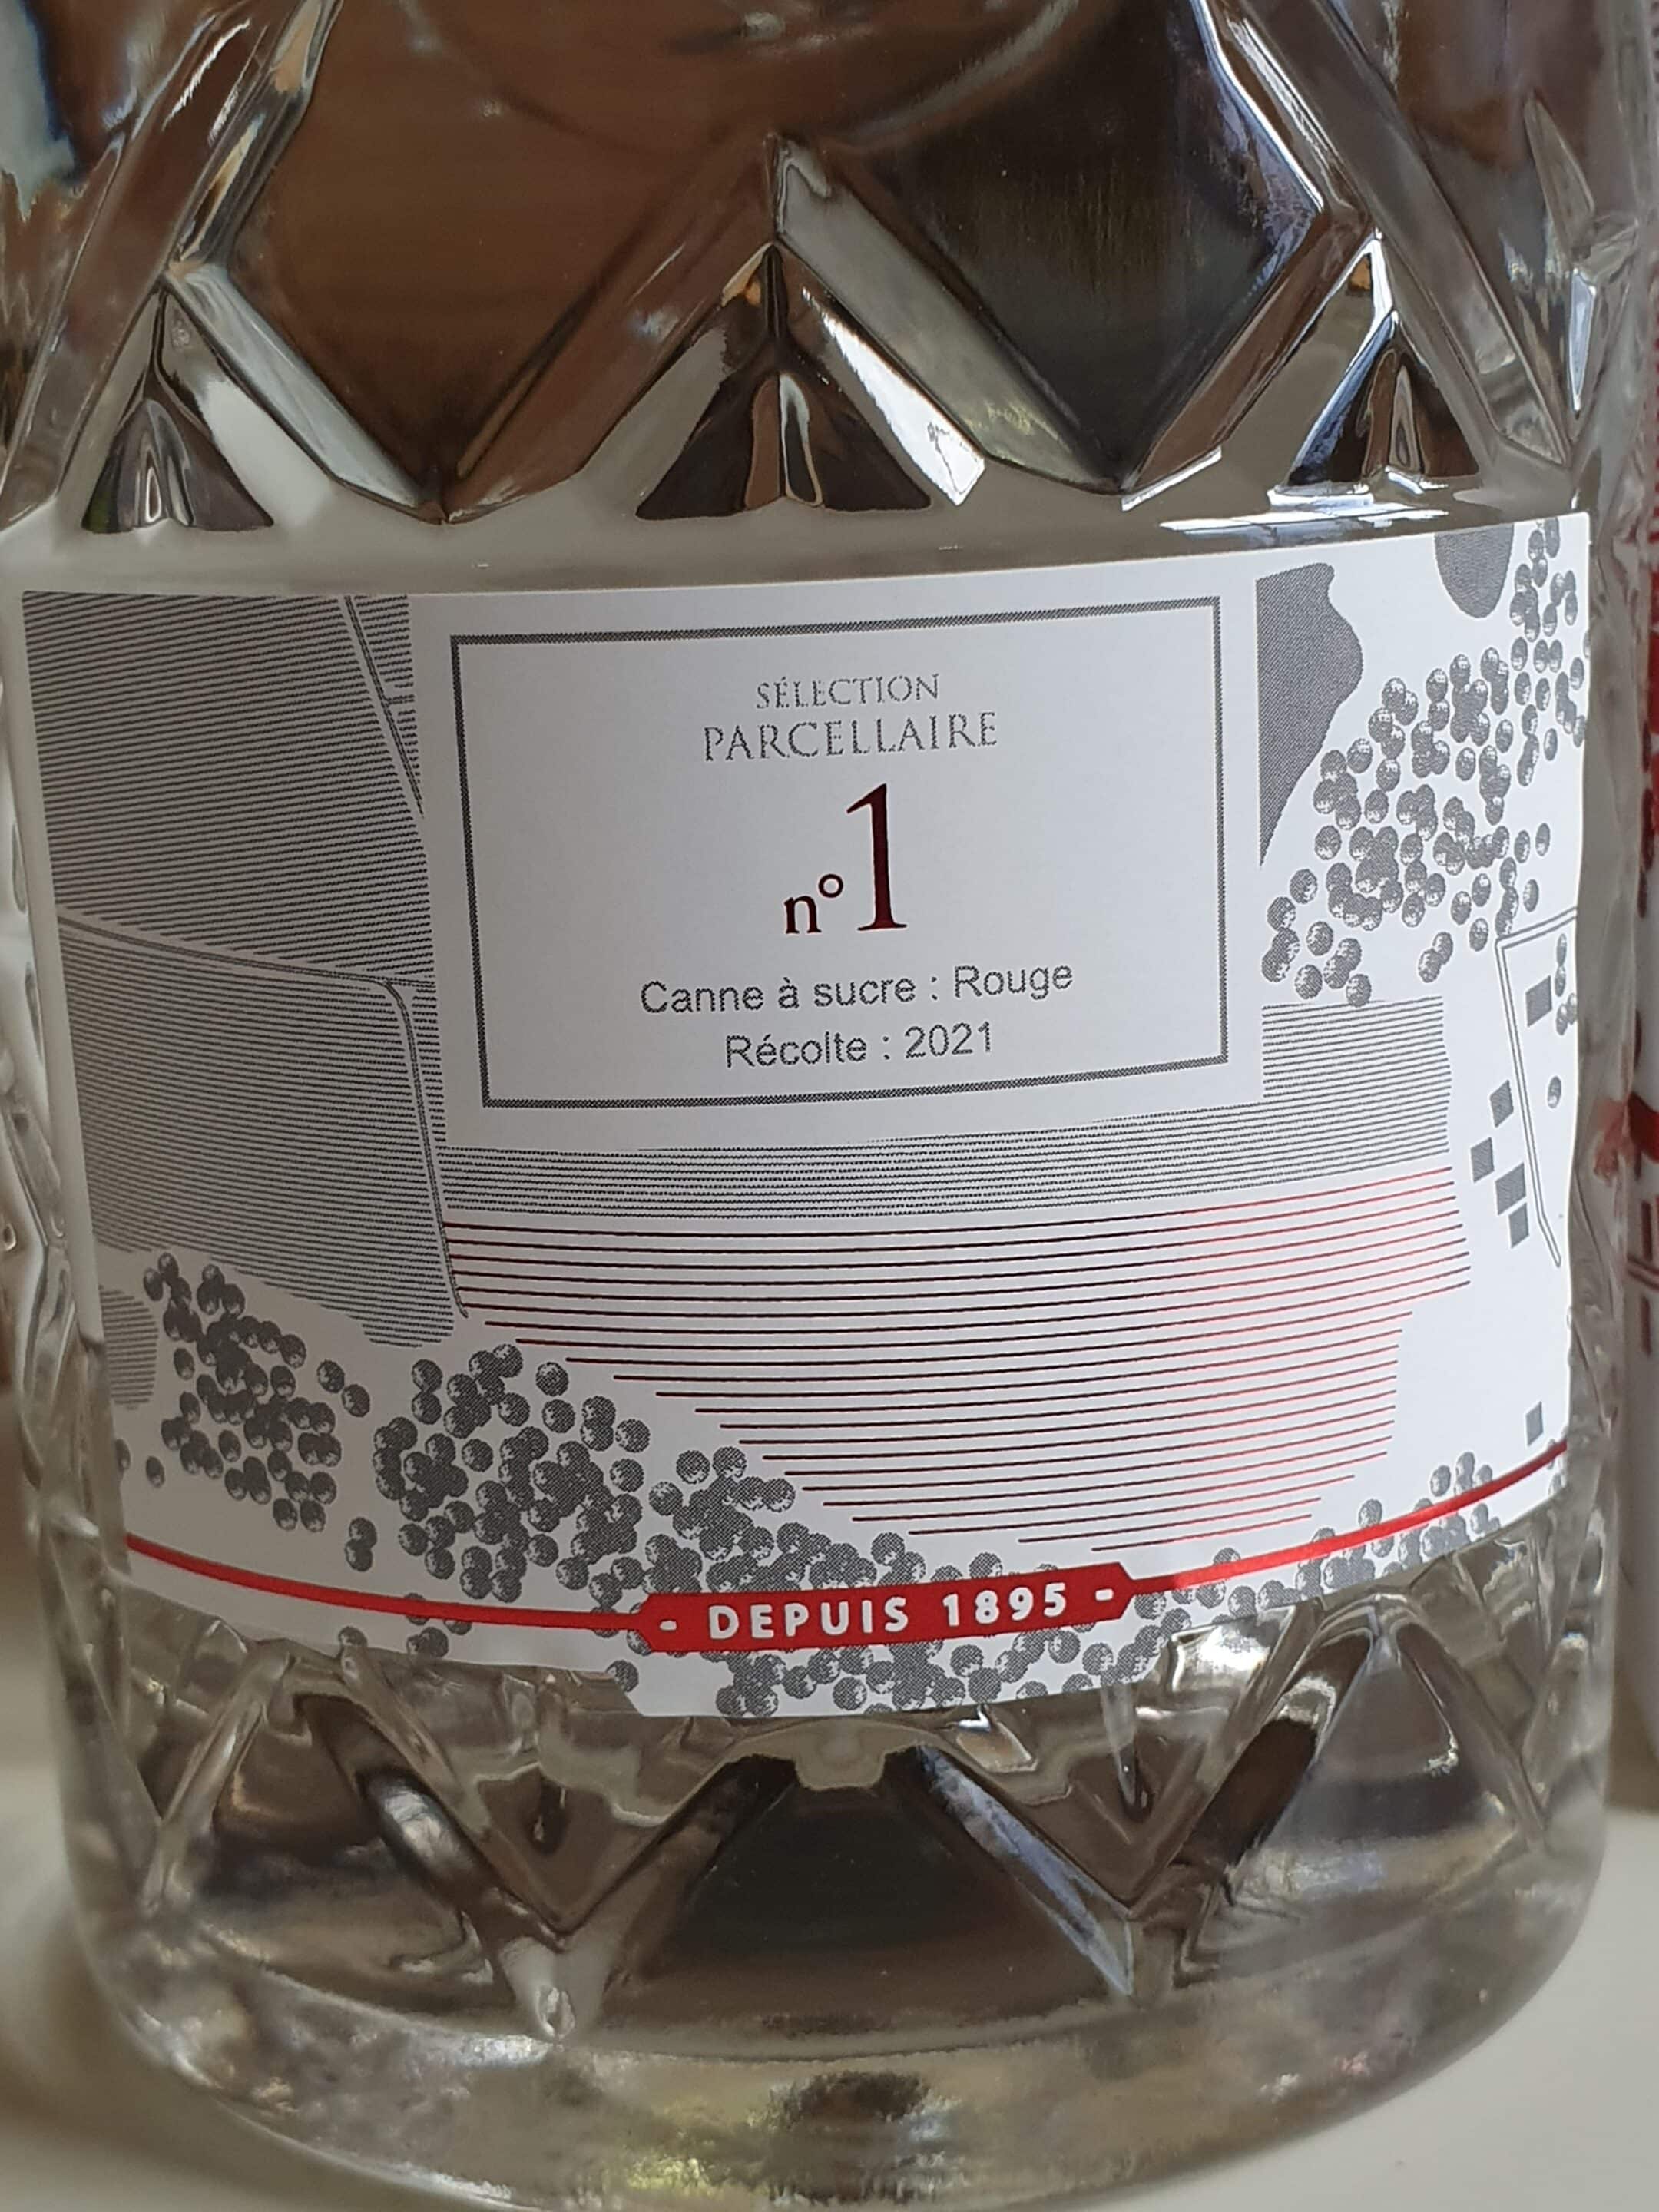 SÉLECTION
PARCELLAIRE
n°1
Canne à sucre : Rouge
Récolte : 2021
- DEPUIS 1895 -